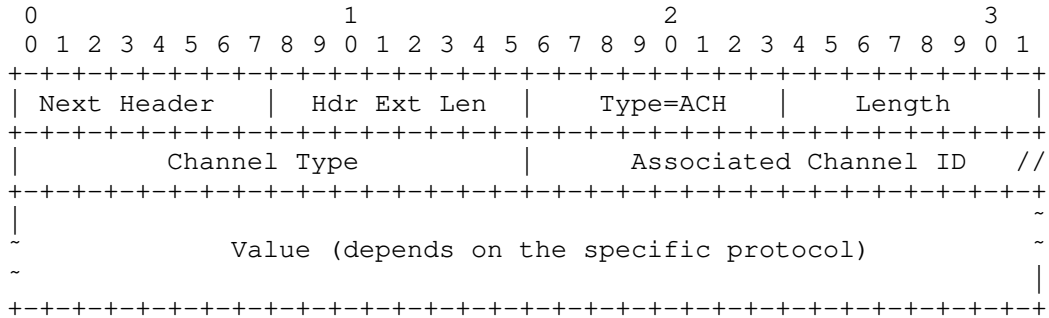 0                   1                   2                   3
 0 1 2 3 4 5 6 7 8 9 0 1 2 3 4 5 6 7 8 9 0 1 2 3 4 5 6 7 8 9 0 1
+-+-+-+-+-+-+-+-+-+-+-+-+-+-+-+-+-+-+-+-+-+-+-+-+-+-+-+-+-+-+-+-+
| Next Header   |  Hdr Ext Len  |    Type=ACH   |    Length     |
+-+-+-+-+-+-+-+-+-+-+-+-+-+-+-+-+-+-+-+-+-+-+-+-+-+-+-+-+-+-+-+-+
|         Channel Type          |      Associated Channel ID   //
+-+-+-+-+-+-+-+-+-+-+-+-+-+-+-+-+-+-+-+-+-+-+-+-+-+-+-+-+-+-+-+-+
|                                                               ~
~             Value (depends on the specific protocol)          ~
~                                                               |
+-+-+-+-+-+-+-+-+-+-+-+-+-+-+-+-+-+-+-+-+-+-+-+-+-+-+-+-+-+-+-+-+